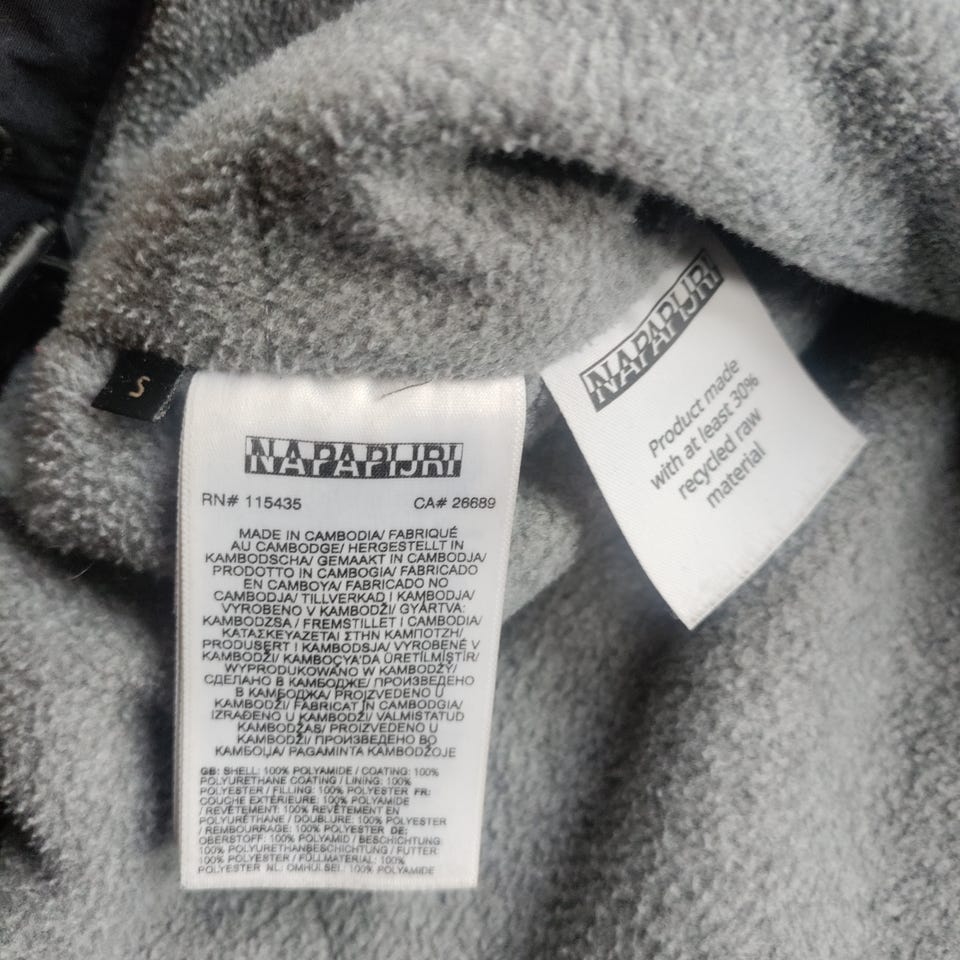 S
NAPAPIJRI
RN# 115435 CA# 26689
MADE IN CAMBODIA/ FABRIQUÉ
AU CAMBODGE/ HERGESTELLT IN
KAMBODSCHA/ GEMAAKT IN CAMBODJA/
PRODOTTO IN CAMBOGIA/ FABRICADO
EN CAMBOYA/ FABRICADO NO
CAMBODJA/ TILLVERKAD I KAMBODJA/
VYROBENO V KAMBODŽI/ GYÁRTVA:
KAMBODZSA / FREMSTILLET I CAMBODIA/
ΚΑΤΑΣΚΕΥΑΖΕΤΑΙ ΣΤΗΝ ΚΑΜΠΟΤΖΗ/
PRODUSERT I KAMBODSJA/ VYROBENÉ V
KAMBODŽI/ KAMBOÇYA'DA ÜRETİLMİŞTİR/
WYPRODUKOWANO W KAMBODŻY/
СДЕЛАНО В КАМБОДЖЕ/ ПРОИЗВЕДЕНО
В КАМБОДЖА/ PROIZVEDENO U
KAMBODŽI/ FABRICAT ÎN CAMBODGIA/
IZRAĐENO U KAMBODŽI/ VALMISTATUD
KAMBODŽAS/ PROIZVEDENO U
KAMBODŽI/ ПРОИЗВЕДЕНО ВО
КАМБОЏА/ PAGAMINTA KAMBODŽOJE
GB: SHELL: 100% POLYAMIDE / COATING: 100%
POLYURETHANE COATING / LINING: 100%
POLYESTER / FILLING: 100% POLYESTER FR:
COUCHE EXTÉRIEURE: 100% POLYAMIDE
/ REVÊTEMENT: 100% REVÊTEMENT EN
POLYURÉTHANE / DOUBLURE: 100% POLYESTER
/ REMBOURRAGE: 100% POLYESTER DE:
OBERSTOFF: 100% POLYAMID / BESCHICHTUNG:
100% POLYURETHANBESCHICHTUNG / FUTTER:
100% POLYESTER / FÜLLMATERIAL: 100%
POLYESTER NL: OMHULSEL: 100% POLYAMIDE
NAPAPIJRI
Product made
with at least 30%
recycled raw
material